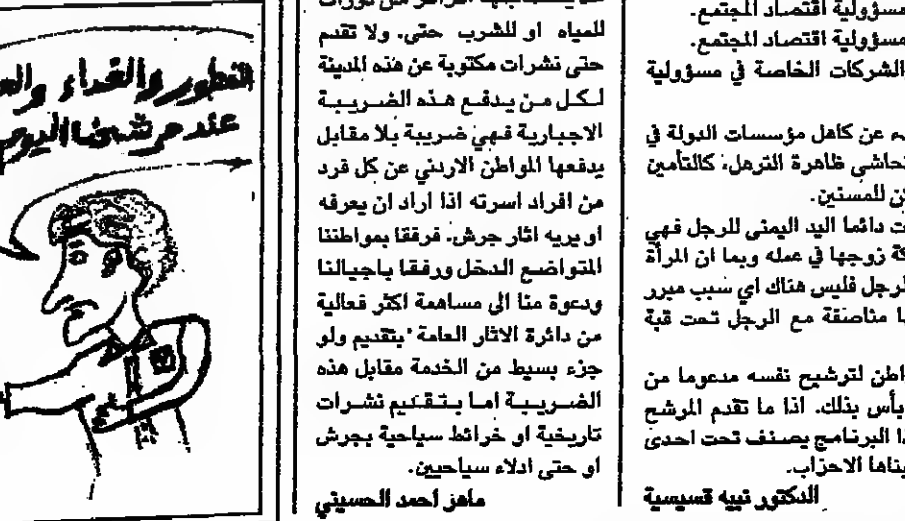 مسؤولية اقتصاد المجتمع.
مسؤولية اقتصاد المجتمع.
الشركات الخاصة في مسؤولية
عن كاهل مؤسسات الدولة في
ظاهرة الترهل، كالتأمين
للمسنين.
دائما اليد اليمنى للرجل فهي
زوجها في عمله وبما ان المرأة
فليس هناك اي سبب مبرر
مناصفة مع الرجل تحت قبة
لترشيح نفسه مدعوما من
بأس بذلك. اذا ما تقدم المرشح
البرنامج يصنف تحت احدى
الاحزاب.
الدكتور نبيه قسيسية
للمياه او للشرب حتى. ولا تقدم
حتى نشرات مكتوبة عن هذه المدينة
لكل من يدفع هذه الضريبة
الاجبارية فهي ضريبة بلا مقابل
يدفعها المواطن الاردني عن كل فرد
من افراد اسرته اذا اراد ان يعرفه
او يريه اثار جرش. فرفقا بمواطننا
المتواضع الدخل ورفقا باجيالنا
ودعوة منا الى مساهمة اكثر فعالية
من دائرة الاثار العامة بتقديم ولو
جزء بسيط من الخدمة مقابل هذه
الضريبة اما بتقديم نشرات
تاريخية او خرائط سياحية بجرش
او حتى ادلاء سياحيين.
ماهر احمد الحسيني
والغداء
عند مرشحنا اليوم